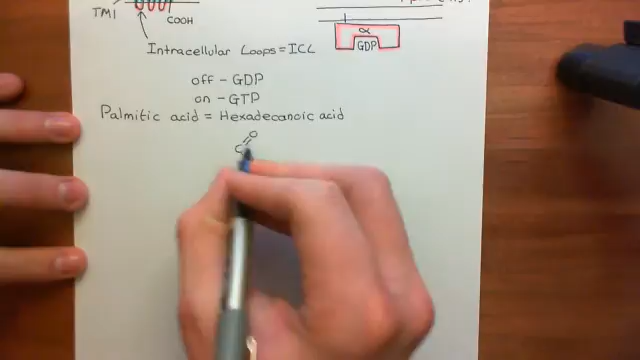 TM1
COOH
Intracellular Loops = ICL
α
GDP
off - GDP
on - GTP
Palmitic acid = Hexadecanoic acid
O
C